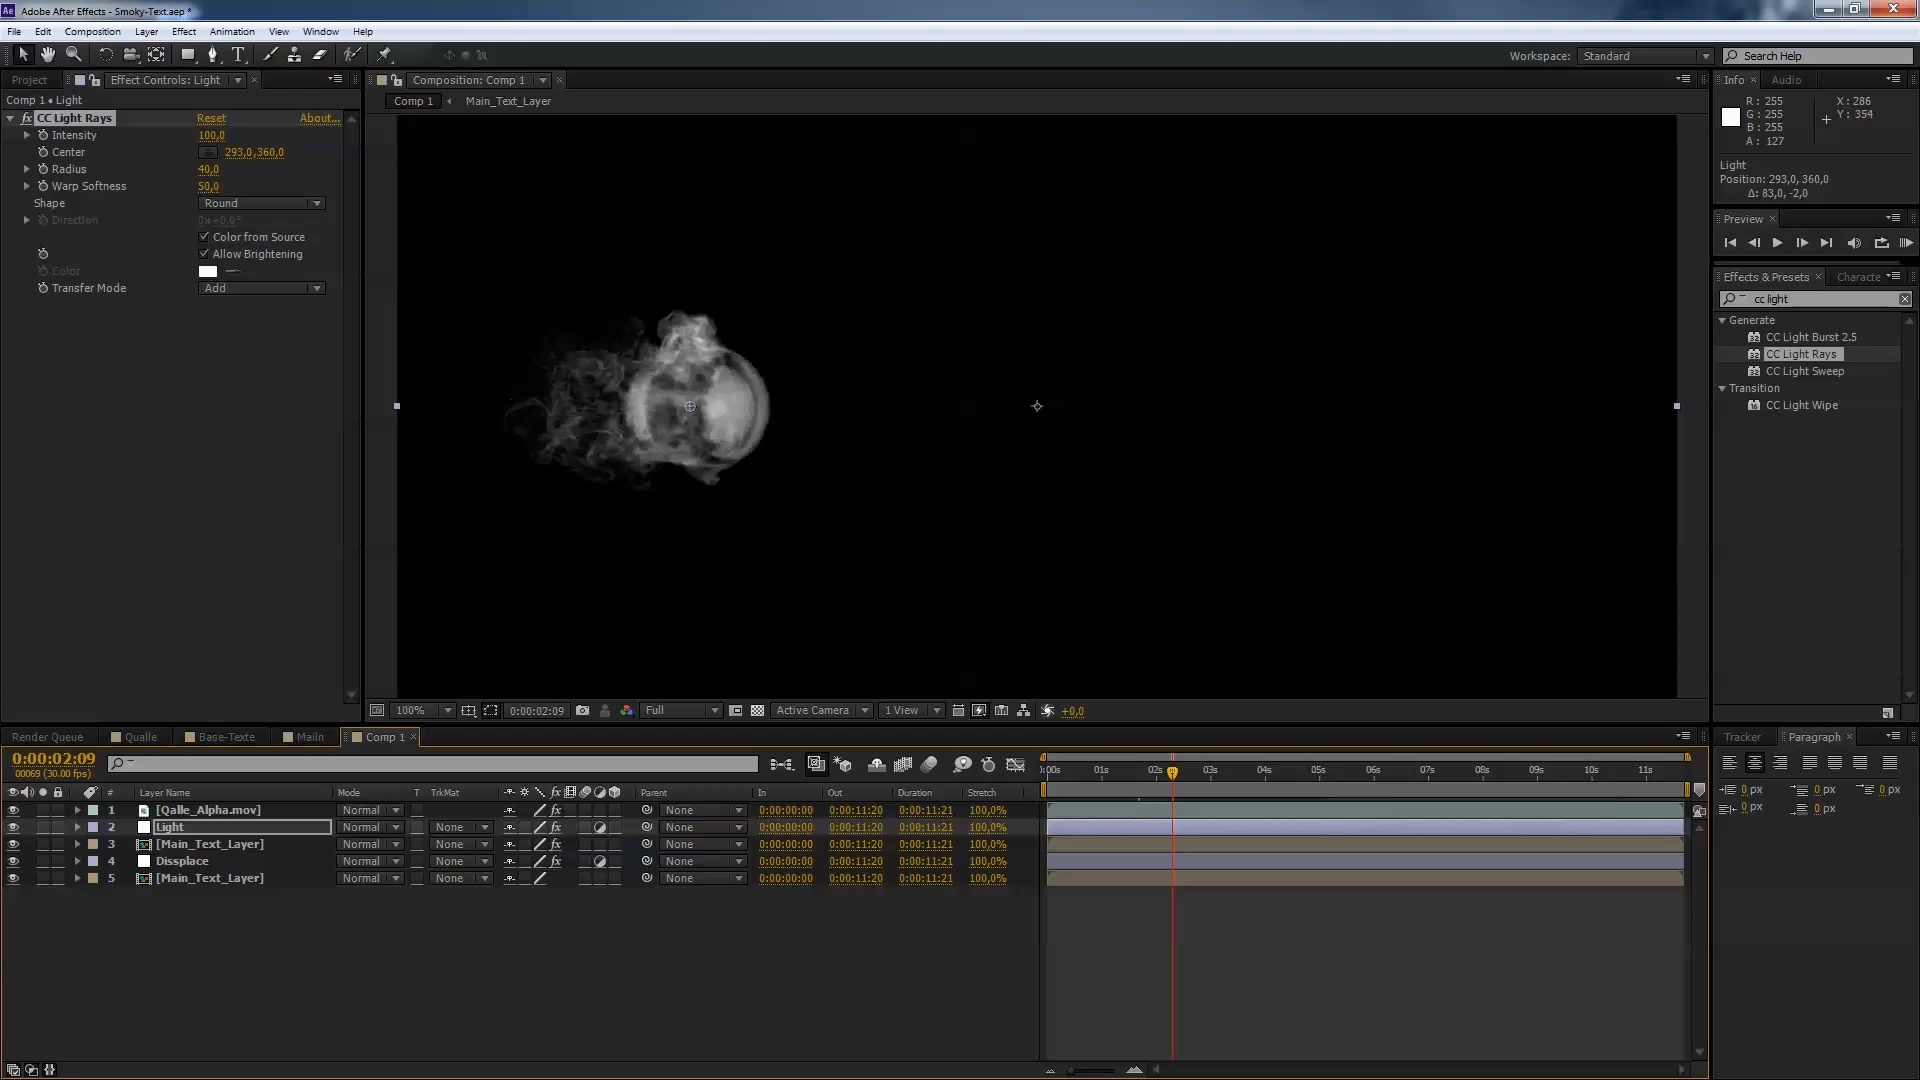 Adobe After Effects - Smoky-Text.aep *
File Edit Composition Layer Effect Animation View Window Help
Workspace: Standard Search Help
Project Effect Controls: Light Composition: Comp 1 Info Audio
Comp 1 • Light Comp 1 Main_Text_Layer
R : 255 X : 286
G : 255 Y : 354
B : 255
A : 127
fx CC Light Rays Reset About...
Intensity 100,0
Center 293,0,360,0
Radius 40,0
Warp Softness 50,0
Shape Round
Direction 0x+0,0°
Color from Source
Allow Brightening
Color
Transfer Mode Add
Light
Position: 293,0, 360,0
Δ: 83,0, -2,0
Preview
Effects & Presets Characte
cc light
Generate
CC Light Burst 2.5
CC Light Rays
CC Light Sweep
Transition
CC Light Wipe
100% 0:00:02:09 Full Active Camera 1 View +0,0
Render Queue Qualle Base-Texte Mailn Comp 1 Tracker Paragraph
0:00:02:09
00069 (30.00 fps)
:00s 01s 02s 03s 04s 05s 06s 07s 08s 09s 10s 11s
# Layer Name Mode T TrkMat fx Parent In Out Duration Stretch
1 [Qalle_Alpha.mov] Normal fx None 0:00:00:00 0:00:11:20 0:00:11:21 100,0%
2 Light Normal None fx None 0:00:00:00 0:00:11:20 0:00:11:21 100,0%
3 [Main_Text_Layer] Normal None fx None 0:00:00:00 0:00:11:20 0:00:11:21 100,0%
4 Dissplace Normal None fx None 0:00:00:00 0:00:11:20 0:00:11:21 100,0%
5 [Main_Text_Layer] Normal None None 0:00:00:00 0:00:11:20 0:00:11:21 100,0%
0 px 0 px 0 px
0 px 0 px